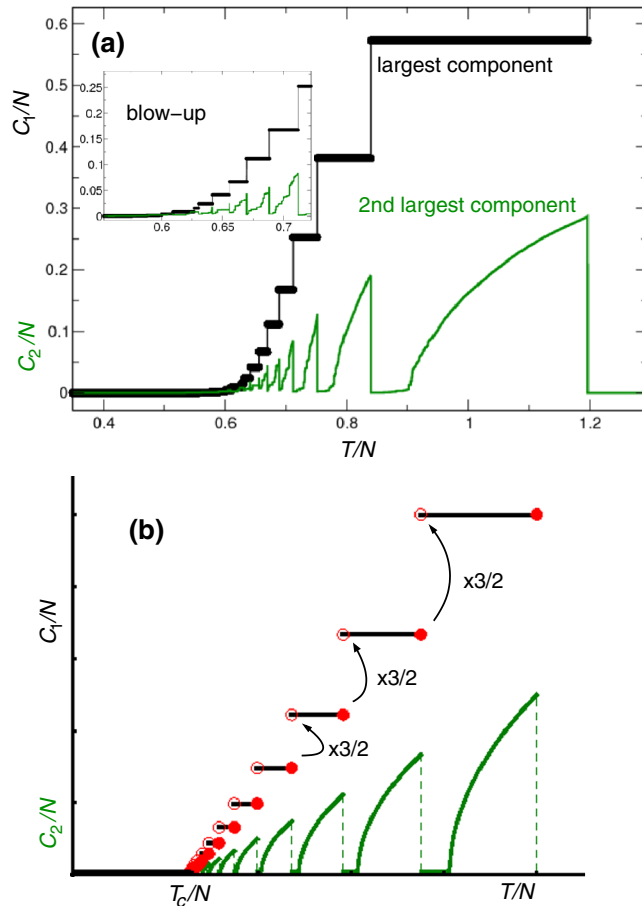 (a)
largest component
2nd largest component
blow-up
C₁/N
C₂/N
0.6
0.5
0.4
0.3
0.2
0.1
0
0.25
0.2
0.15
0.1
0.05
0
0.6
0.65
0.7
0.4
0.6
0.8
1
1.2
T/N
(b)
x3/2
x3/2
x3/2
C₁/N
C₂/N
T_c/N
T/N